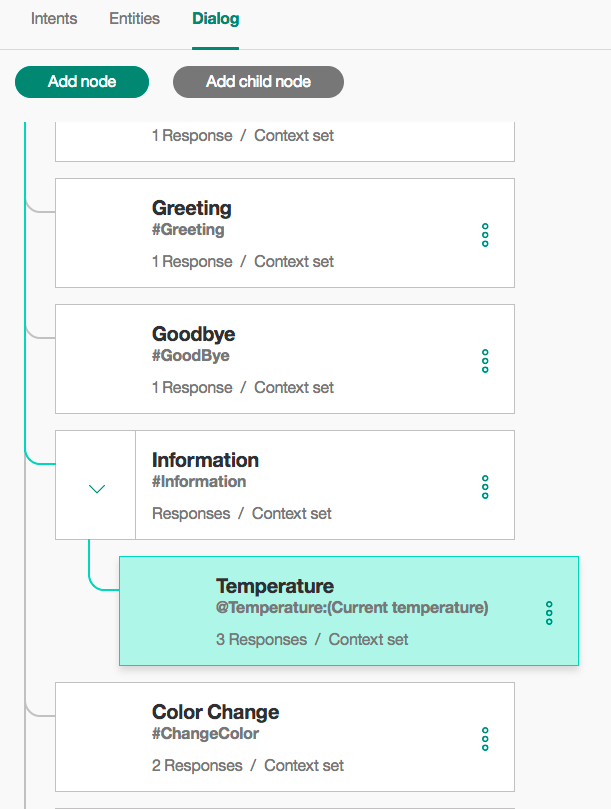 Intents Entities Dialog
Add node Add child node
1 Response / Context set
Greeting
#Greeting
1 Response / Context set
Goodbye
#GoodBye
1 Response / Context set
Information
#Information
Responses / Context set
Temperature
@Temperature:(Current temperature)
3 Responses / Context set
Color Change
#ChangeColor
2 Responses / Context set